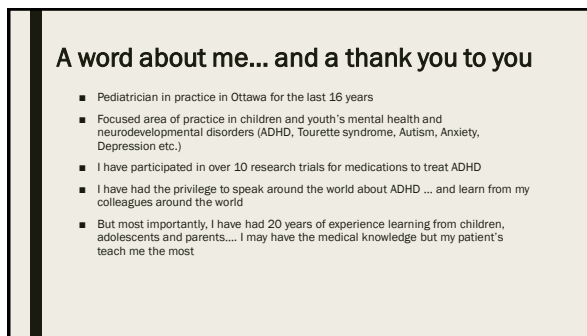 A word about me… and a thank you to you
■ Pediatrician in practice in Ottawa for the last 16 years
■ Focused area of practice in children and youth's mental health and
neurodevelopmental disorders (ADHD, Tourette syndrome, Autism, Anxiety,
Depression etc.)
■ I have participated in over 10 research trials for medications to treat ADHD
■ I have had the privilege to speak around the world about ADHD … and learn from my
colleagues around the world
■ But most importantly, I have had 20 years of experience learning from children,
adolescents and parents…. I may have the medical knowledge but my patient's
teach me the most